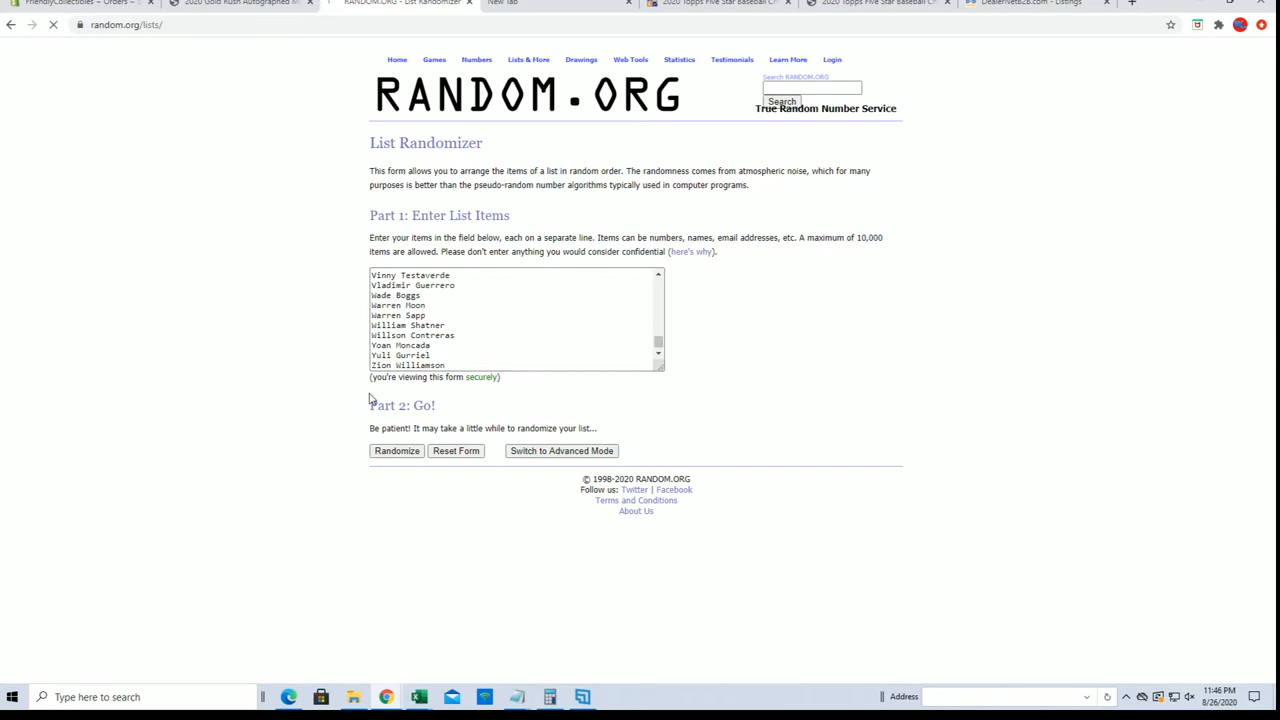 FriendlyCollectibles – Orders –
2020 Gold Rush Autographed M
RANDOM.ORG - List Randomizer
New Tab
2020 Topps Five Star Baseball Ch
2020 Topps Five Star Baseball Ch
DealerNetB2B.com - Listings
random.org/lists/
Home Games Numbers Lists & More Drawings Web Tools Statistics Testimonials Learn More Login
RANDOM.ORG
Search RANDOM.ORG
Search
True Random Number Service
List Randomizer
This form allows you to arrange the items of a list in random order. The randomness comes from atmospheric noise, which for many
purposes is better than the pseudo-random number algorithms typically used in computer programs.
Part 1: Enter List Items
Enter your items in the field below, each on a separate line. Items can be numbers, names, email addresses, etc. A maximum of 10,000
items are allowed. Please don't enter anything you would consider confidential (here's why).
Vinny Testaverde
Vladimir Guerrero
Wade Boggs
Warren Moon
Warren Sapp
William Shatner
Willson Contreras
Yoan Moncada
Yuli Gurriel
Zion Williamson
(you're viewing this form securely)
Part 2: Go!
Be patient! It may take a little while to randomize your list...
Randomize Reset Form Switch to Advanced Mode
© 1998-2020 RANDOM.ORG
Follow us: Twitter | Facebook
Terms and Conditions
About Us
Type here to search
Address
11:46 PM
8/26/2020